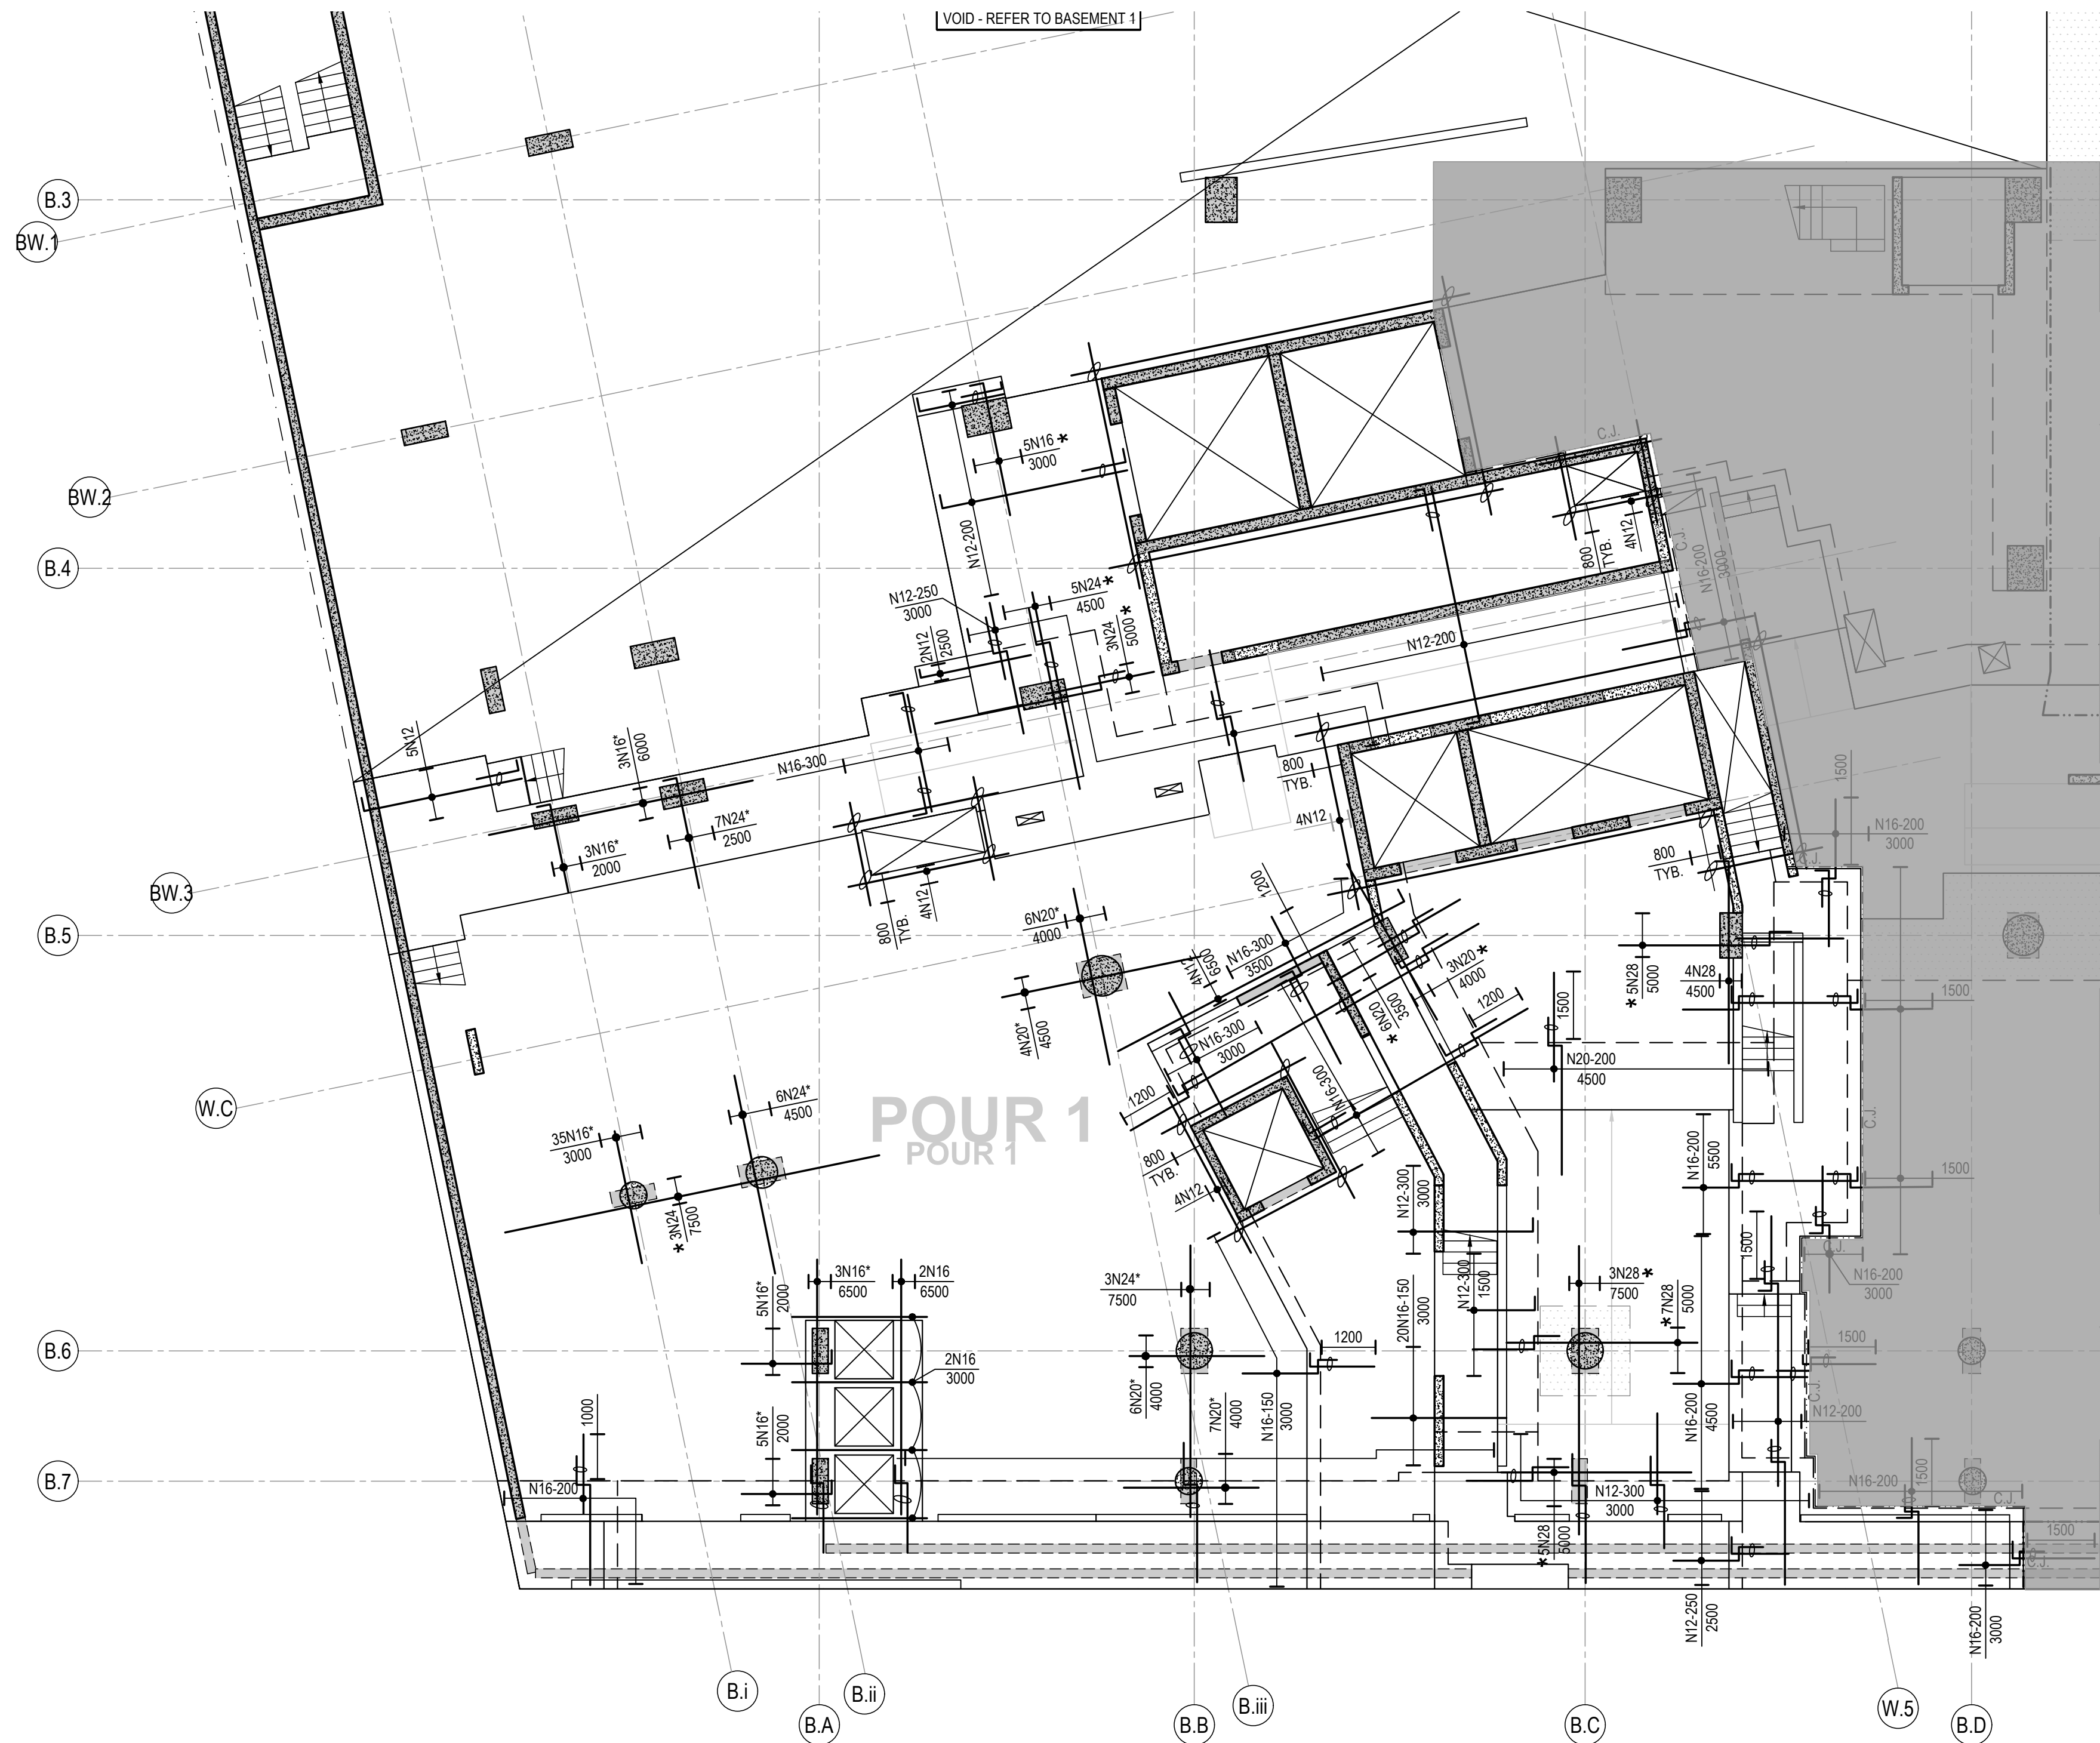 VOID - REFER TO BASEMENT 1
B.3
BW.1
BW.2
B.4
BW.3
B.5
W.C
B.6
B.7
B.i
B.A
B.ii
B.B
B.iii
B.C
W.5
B.D
5N16*
3000
N12-200
N12-250
3000
5N24*
4500
2N12
2500
3N24
5000*
C.J.
4N12
800
TYB.
C.J.
N16-200
3000
N12-200
5N12
3N16*
6000
N16-300
7N24*
2500
3N16*
2000
4N12
800
TYB.
800
TYB.
4N12
800
TYB.
1500
N16-200
3000
C.J.
6N20*
4000
4N20*
4500
1200
4N12
6500
N16-300
3500
3N20*
4000
*6N20
3500
1200
N16-300
3000
N16-300
1200
800
TYB.
4N12
*5N28
5000
4N28
4500
1500
1500
N20-200
4500
C.J.
1500
N16-200
5500
POUR 1
POUR 1
6N24*
4500
35N16*
3000
*3N24
7500
N12-300
3000
N12-300
1500
20N16-150
3000
1500
C.J.
N16-200
3000
3N16*
6500
2N16
6500
5N16*
2000
5N16*
2000
2N16
3000
3N24*
7500
6N20*
4000
7N20*
4000
N16-150
3000
1200
3N28*
7500
*7N28
5000
1500
C.J.
N12-200
N16-200
4500
1000
N16-200
N12-300
3000
*5N28
5000
N16-200
1500
C.J.
1500
C.J.
N12-250
2500
N16-200
3000